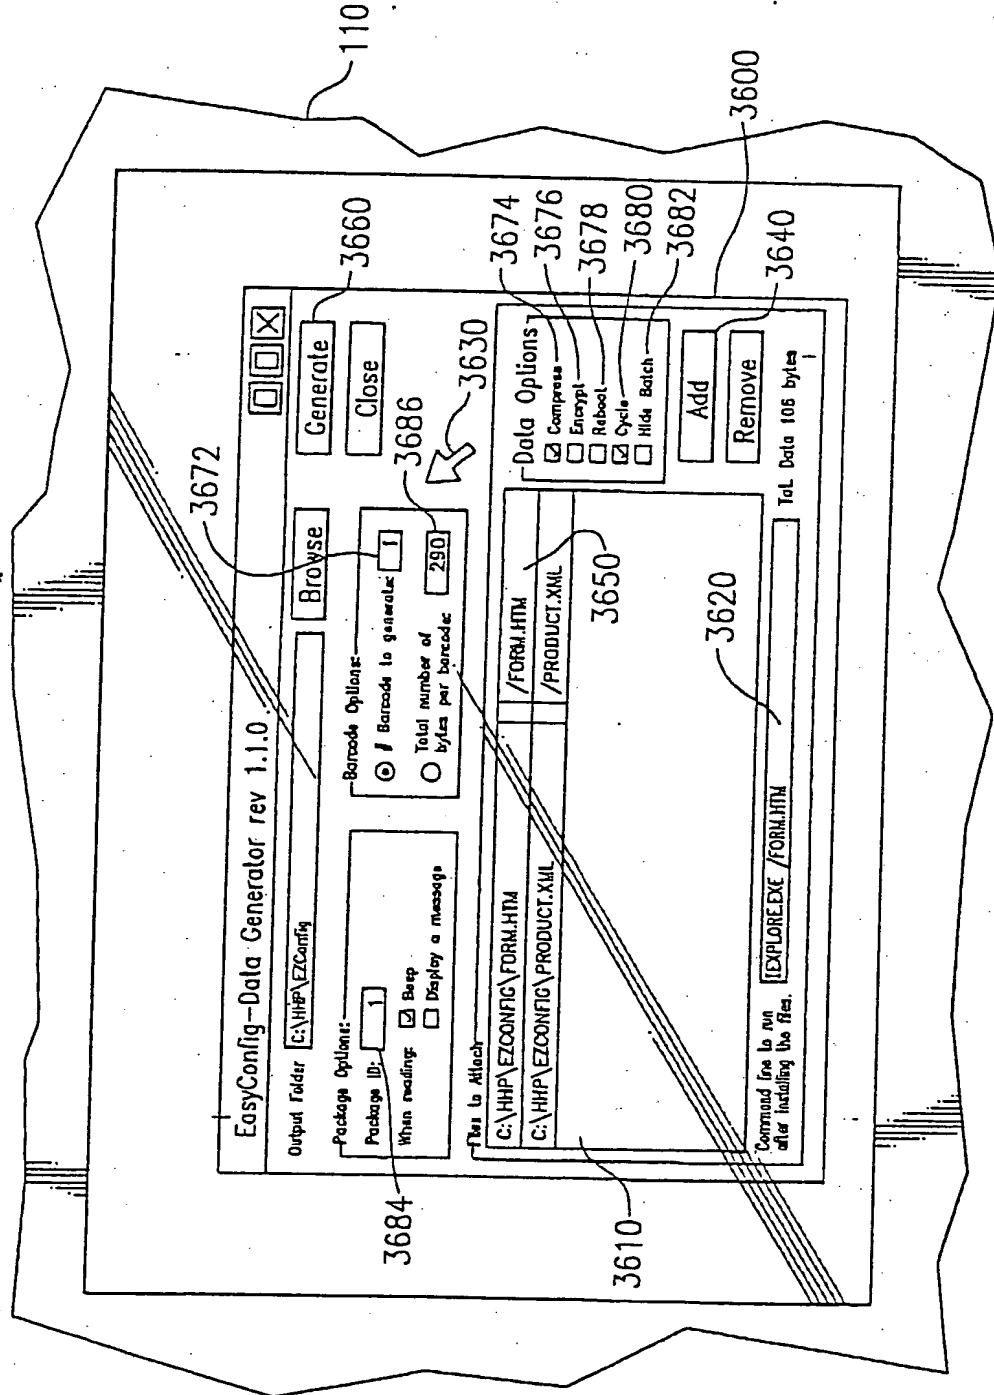 110
3600
EasyConfig-Data Generator rev 1.1.0
Output Folder C:\HHP\EZConfig Browse Generate
3660
Close
3672
Package Options:
Package ID: 1
When reading: Beep
Display a message
3684
Barcode Options:
# Barcode to generate: 1
Total number of
bytes per barcode: 290
3686
3630
Files to Attach
C:\HHP\EZCONFIG\FORM.HTM /FORM.HTM
C:\HHP\EZCONFIG\PRODUCT.XML /PRODUCT.XML
3610
3650
Data Options
Compress
Encrypt
Reboot
Cycle
Hide Batch
3674
3676
3678
3680
3682
Add
3640
Remove
Command line to run
after installing the files.
IEXPLORE.EXE /FORM.HTM
3620
Tot. Data 106 bytes